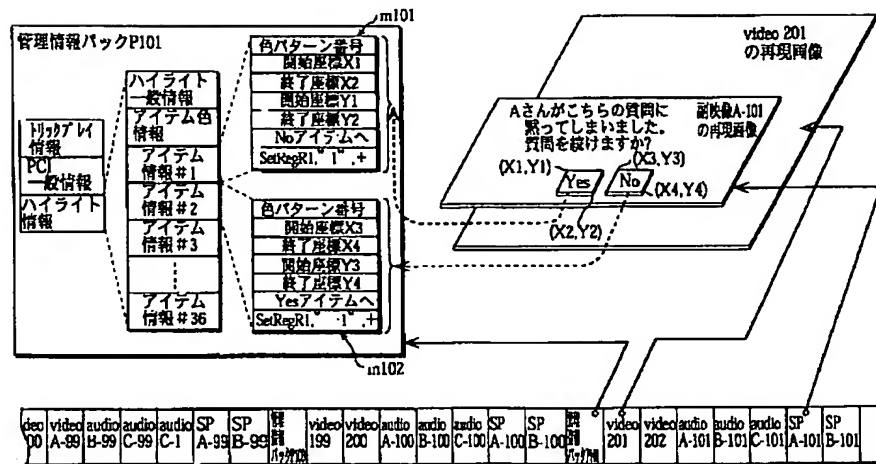 m101
管理情報パックP101
トリックプレイ
情報
PCI
一般情報
ハイライト
情報
ハイライト
一般情報
アイテム色
情報
アイテム
情報#1
アイテム
情報#2
アイテム
情報#3
アイテム
情報#36
色パターン番号
開始座標X1
終了座標X2
開始座標Y1
終了座標Y2
Noアイテムへ
SetRegR1,"1",+
色パターン番号
開始座標X3
終了座標X4
開始座標Y3
終了座標Y4
Yesアイテムへ
SetRegR1,"-1",+
m102
video 201
の再現画像
Aさんがこちらの質問に
黙ってしまいました。
質問を続けますか?
副映像A-101
の再現画像
(X1,Y1)
(X3,Y3)
Yes
No
(X4,Y4)
(X2,Y2)
deo
00
video
A-99
audio
B-99
audio
C-99
audio
C-1
SP
A-99
SP
B-99
video
199
video
200
audio
A-100
audio
B-100
audio
C-100
SP
A-100
SP
B-100
video
201
video
202
audio
A-101
audio
B-101
audio
C-101
SP
A-101
SP
B-101